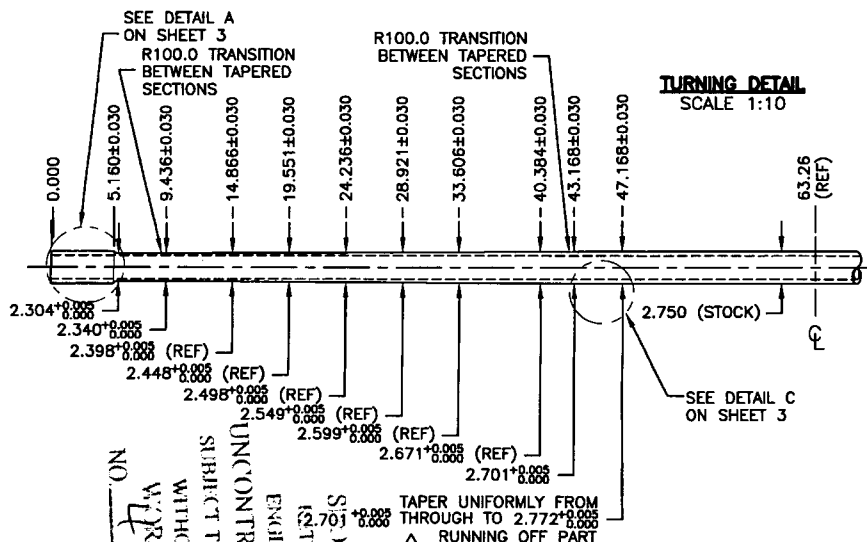 SEE DETAIL A
ON SHEET 3
R100.0 TRANSITION
BETWEEN TAPERED
SECTIONS
R100.0 TRANSITION
BETWEEN TAPERED
SECTIONS
TURNING DETAIL
SCALE 1:10
0.000
5.160±0.030
9.436±0.030
14.866±0.030
19.551±0.030
24.236±0.030
28.921±0.030
33.606±0.030
40.384±0.030
43.168±0.030
47.168±0.030
63.26
(REF)
2.304+0.005 0.000
2.340+0.005 0.000
2.398+0.005 0.000 (REF)
2.448+0.005 0.000 (REF)
2.498+0.005 0.000 (REF)
2.549+0.005 0.000 (REF)
2.599+0.005 0.000 (REF)
2.671+0.005 0.000 (REF)
2.701+0.005 0.000
2.750 (STOCK)
℄
SEE DETAIL C
ON SHEET 3
2.701+0.005 0.000 TAPER UNIFORMLY FROM
THROUGH TO 2.772+0.005 0.000
RUNNING OFF PART
UNCONTR
SUBJECT T
WITHO
WOR
NO.
ENGI